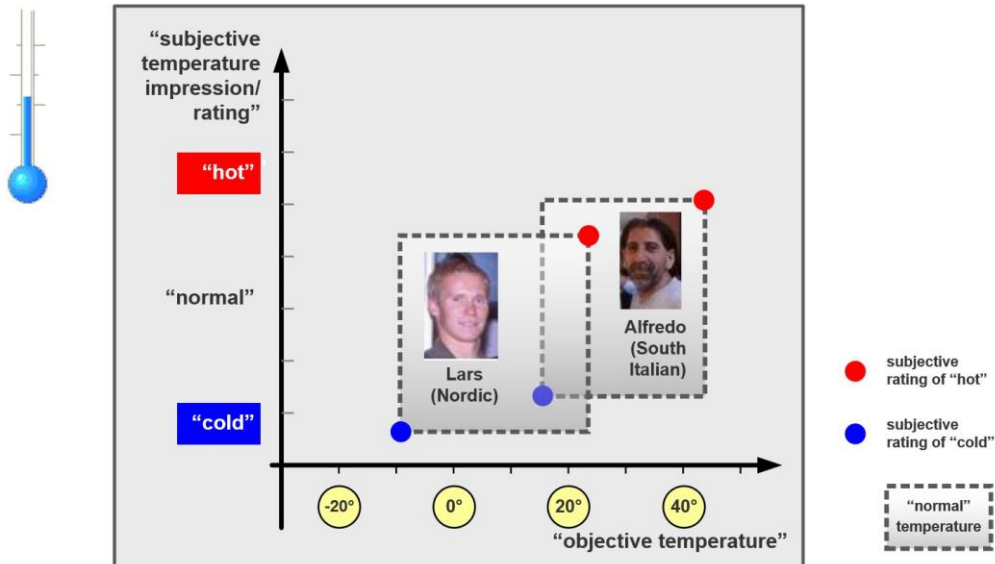 “subjective
temperature
impression/
rating”
“hot”
“normal”
“cold”
Lars
(Nordic)
Alfredo
(South
Italian)
-20°
0°
20°
40°
“objective temperature”
subjective
rating of “hot”
subjective
rating of “cold”
“normal”
temperature